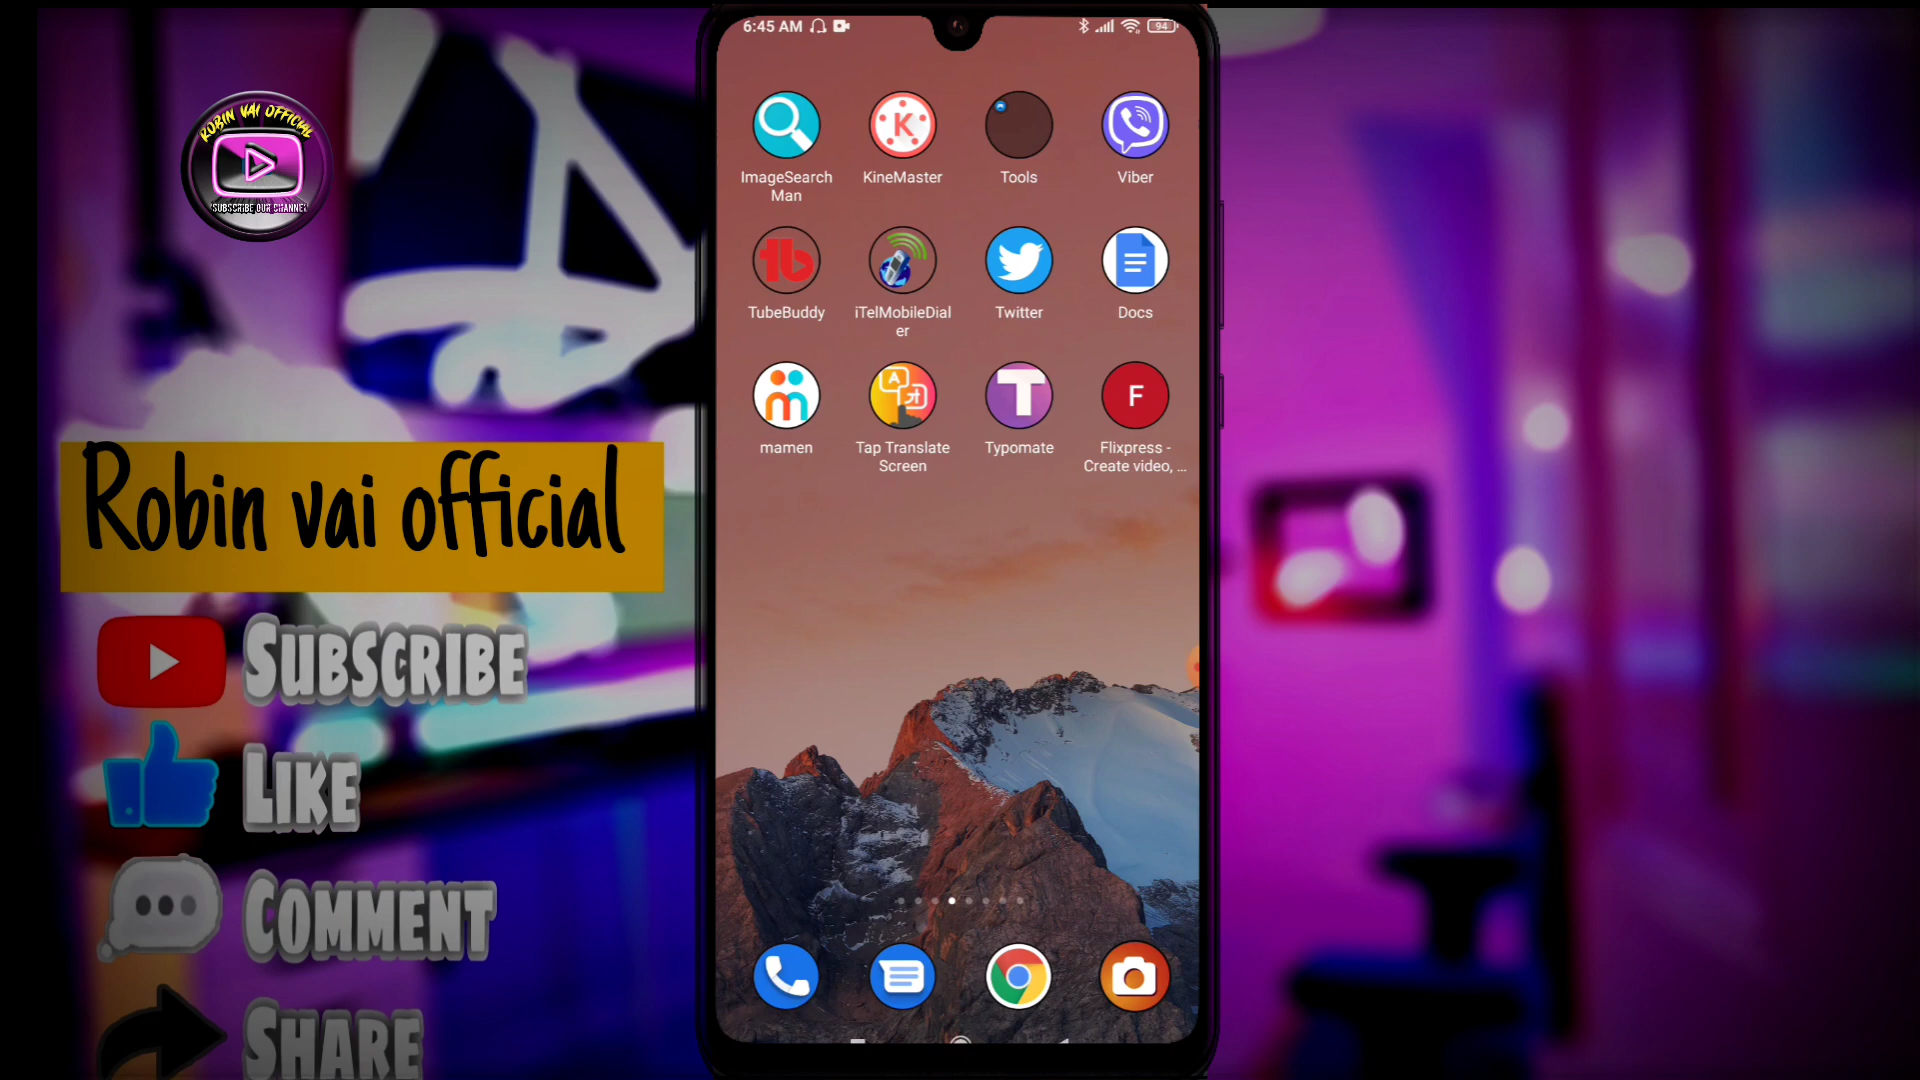 ROBIN VAI OFFICIAL
SUBSCRIBE OUR CHANNEL
Robin vai official
SUBSCRIBE
LIKE
COMMENT
SHARE
6:45 AM
94
ImageSearch
Man
K
KineMaster
Tools
Viber
tb
TubeBuddy
iTelMobileDial
er
Twitter
Docs
m
mamen
A
Tap Translate
Screen
T
Typomate
F
Flixpress -
Create video, ...